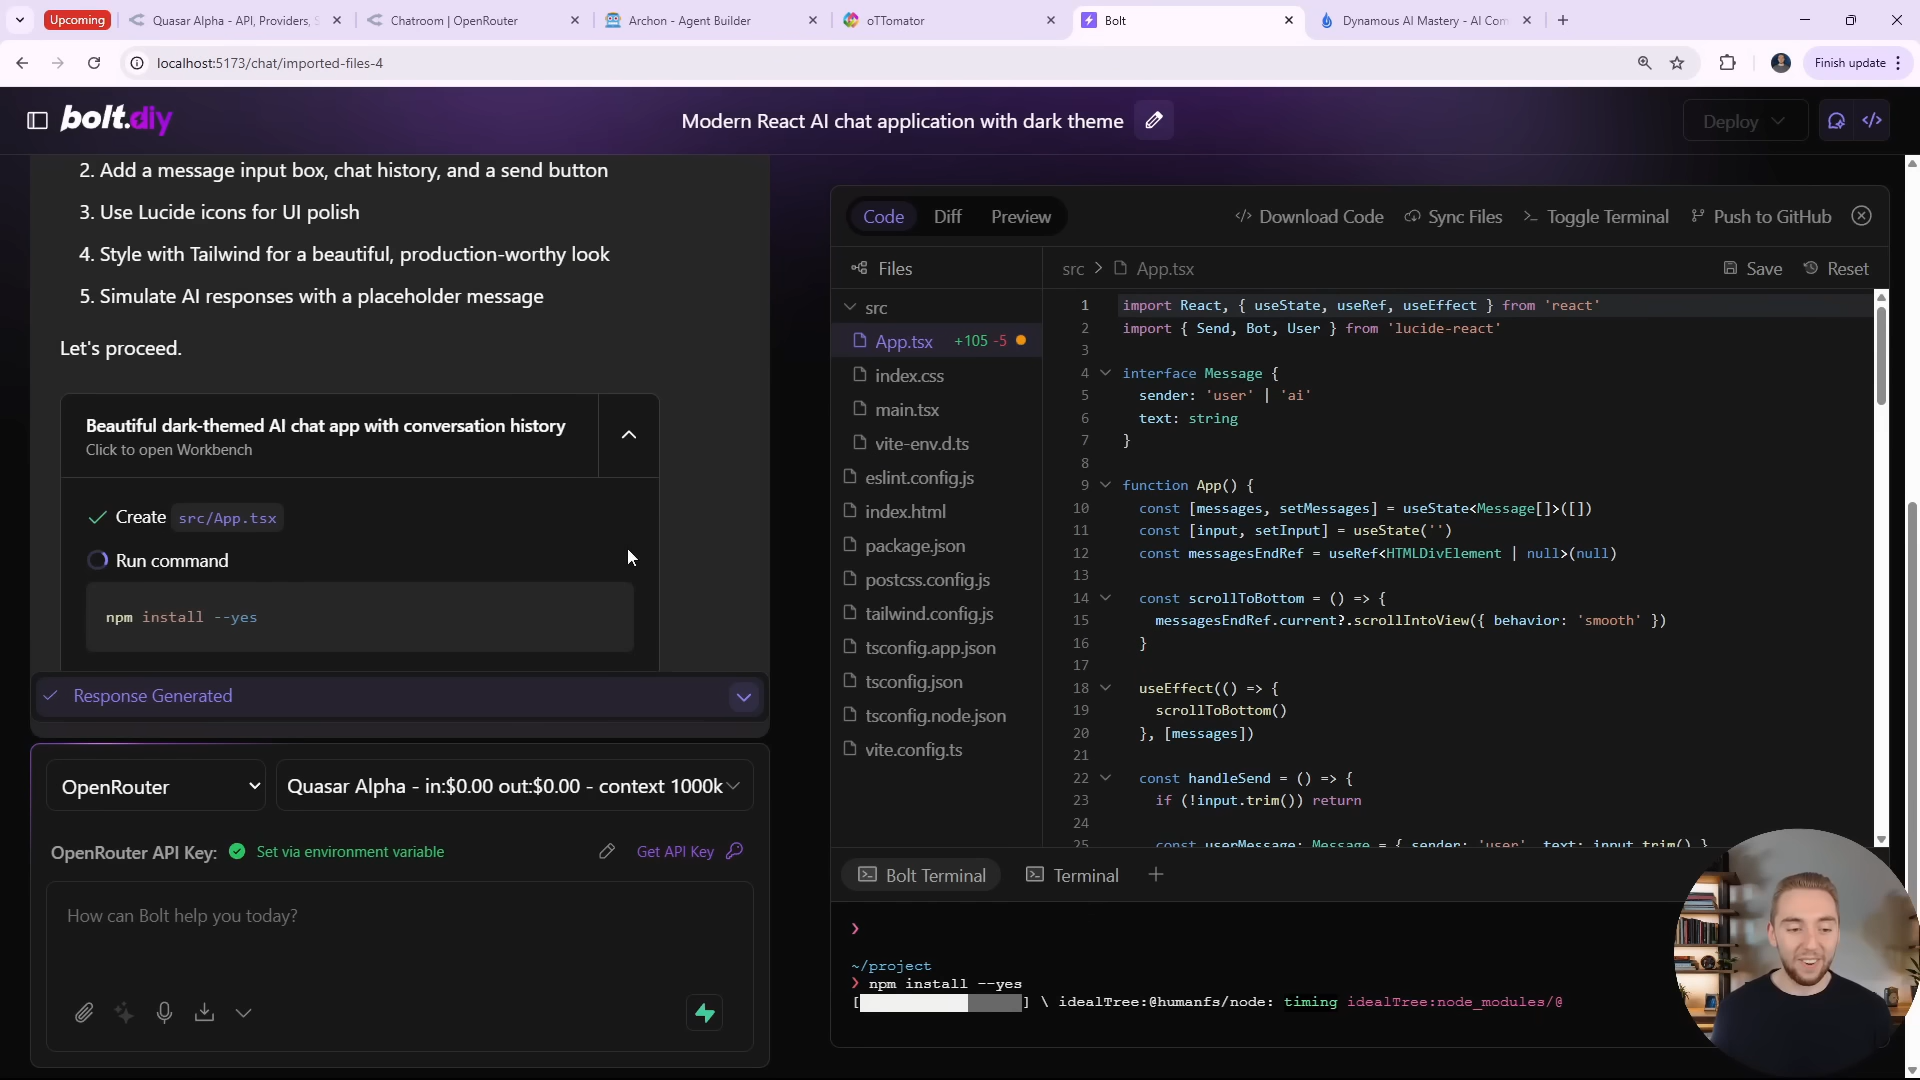 Upcoming
Quasar Alpha - API, Providers, S
Chatroom | OpenRouter
Archon - Agent Builder
oTTomator
Bolt
Dynamous AI Mastery - AI Com
localhost:5173/chat/imported-files-4
Finish update
bolt.diy
Modern React AI chat application with dark theme
Deploy
2. Add a message input box, chat history, and a send button
3. Use Lucide icons for UI polish
4. Style with Tailwind for a beautiful, production-worthy look
5. Simulate AI responses with a placeholder message
Let's proceed.
Beautiful dark-themed AI chat app with conversation history
Click to open Workbench
Create src/App.tsx
Run command
npm install --yes
Response Generated
OpenRouter
Quasar Alpha - in:$0.00 out:$0.00 - context 1000k
OpenRouter API Key:
Set via environment variable
Get API Key
How can Bolt help you today?
Code
Diff
Preview
Download Code
Sync Files
Toggle Terminal
Push to GitHub
Files
src
App.tsx +105 -5
index.css
main.tsx
vite-env.d.ts
eslint.config.js
index.html
package.json
postcss.config.js
tailwind.config.js
tsconfig.app.json
tsconfig.json
tsconfig.node.json
vite.config.ts
src > App.tsx
Save
Reset
1 import React, { useState, useRef, useEffect } from 'react'
2 import { Send, Bot, User } from 'lucide-react'
3
4 interface Message {
5 sender: 'user' | 'ai'
6 text: string
7 }
8
9 function App() {
10 const [messages, setMessages] = useState<Message[]>([])
11 const [input, setInput] = useState('')
12 const messagesEndRef = useRef<HTMLDivElement | null>(null)
13
14 const scrollToBottom = () => {
15 messagesEndRef.current?.scrollIntoView({ behavior: 'smooth' })
16 }
17
18 useEffect(() => {
19 scrollToBottom()
20 }, [messages])
21
22 const handleSend = () => {
23 if (!input.trim()) return
24
25 const userMessage: Message = { sender: 'user', text: input.trim() }
Bolt Terminal
Terminal
❯
~/project
❯ npm install --yes
[ ] \ idealTree:@humanfs/node: timing idealTree:node_modules/@